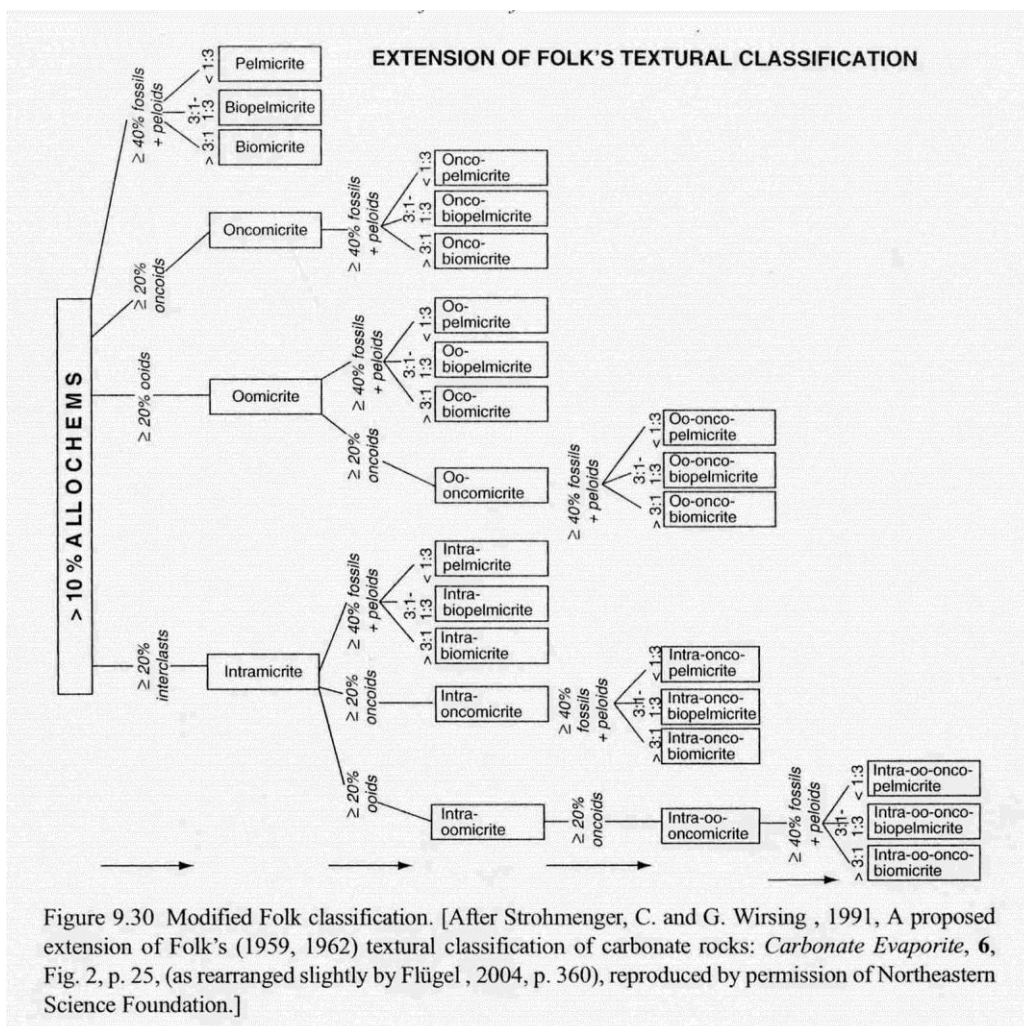 EXTENSION OF FOLK'S TEXTURAL CLASSIFICATION
> 10 % ALLOCHEMS
≥ 40% fossils
+ peloids
< 1:3
Pelmicrite
3:1-
1:3
Biopelmicrite
> 3:1
Biomicrite
≥ 20%
oncoids
Oncomicrite
≥ 40% fossils
+ peloids
< 1:3
Onco-
pelmicrite
3:1-
1:3
Onco-
biopelmicrite
> 3:1
Onco-
biomicrite
≥ 20% ooids
Oomicrite
≥ 40% fossils
+ peloids
< 1:3
Oo-
pelmicrite
3:1-
1:3
Oo-
biopelmicrite
> 3:1
Oco-
biomicrite
≥ 20%
oncoids
Oo-
oncomicrite
≥ 40% fossils
+ peloids
< 1:3
Oo-onco-
pelmicrite
3:1-
1:3
Oo-onco-
biopelmicrite
> 3:1
Oo-onco-
biomicrite
≥ 20%
interclasts
Intramicrite
≥ 40% fossils
+ peloids
< 1:3
Intra-
pelmicrite
3:1-
1:3
Intra-
biopelmicrite
> 3:1
Intra-
biomicrite
≥ 20%
oncoids
Intra-
oncomicrite
≥ 40%
fossils
+ peloids
< 1:3
Intra-onco-
pelmicrite
3:1-
1:3
Intra-onco-
biopelmicrite
> 3:1
Intra-onco-
biomicrite
≥ 20%
ooids
Intra-
oomicrite
≥ 20%
oncoids
Intra-oo-
oncomicrite
≥ 40% fossils
+ peloids
< 1:3
Intra-oo-onco-
pelmicrite
3:1-
1:3
Intra-oo-onco-
biopelmicrite
> 3:1
Intra-oo-onco-
biomicrite
Figure 9.30 Modified Folk classification. [After Strohmenger, C. and G. Wirsing , 1991, A proposed
extension of Folk's (1959, 1962) textural classification of carbonate rocks: Carbonate Evaporite, 6,
Fig. 2, p. 25, (as rearranged slightly by Flügel , 2004, p. 360), reproduced by permission of Northeastern
Science Foundation.]